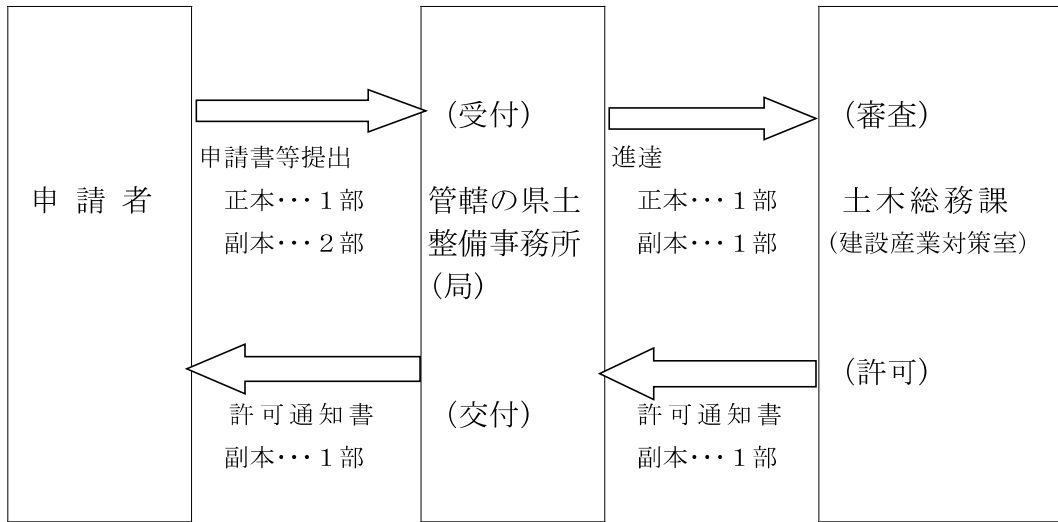 申請者
申請書等提出
正本・・・１部
副本・・・２部
許可通知書
副本・・・１部
（受付）
管轄の県土
整備事務所
（局）
（交付）
進達
正本・・・１部
副本・・・１部
許可通知書
副本・・・１部
（審査）
土木総務課
（建設産業対策室）
（許可）